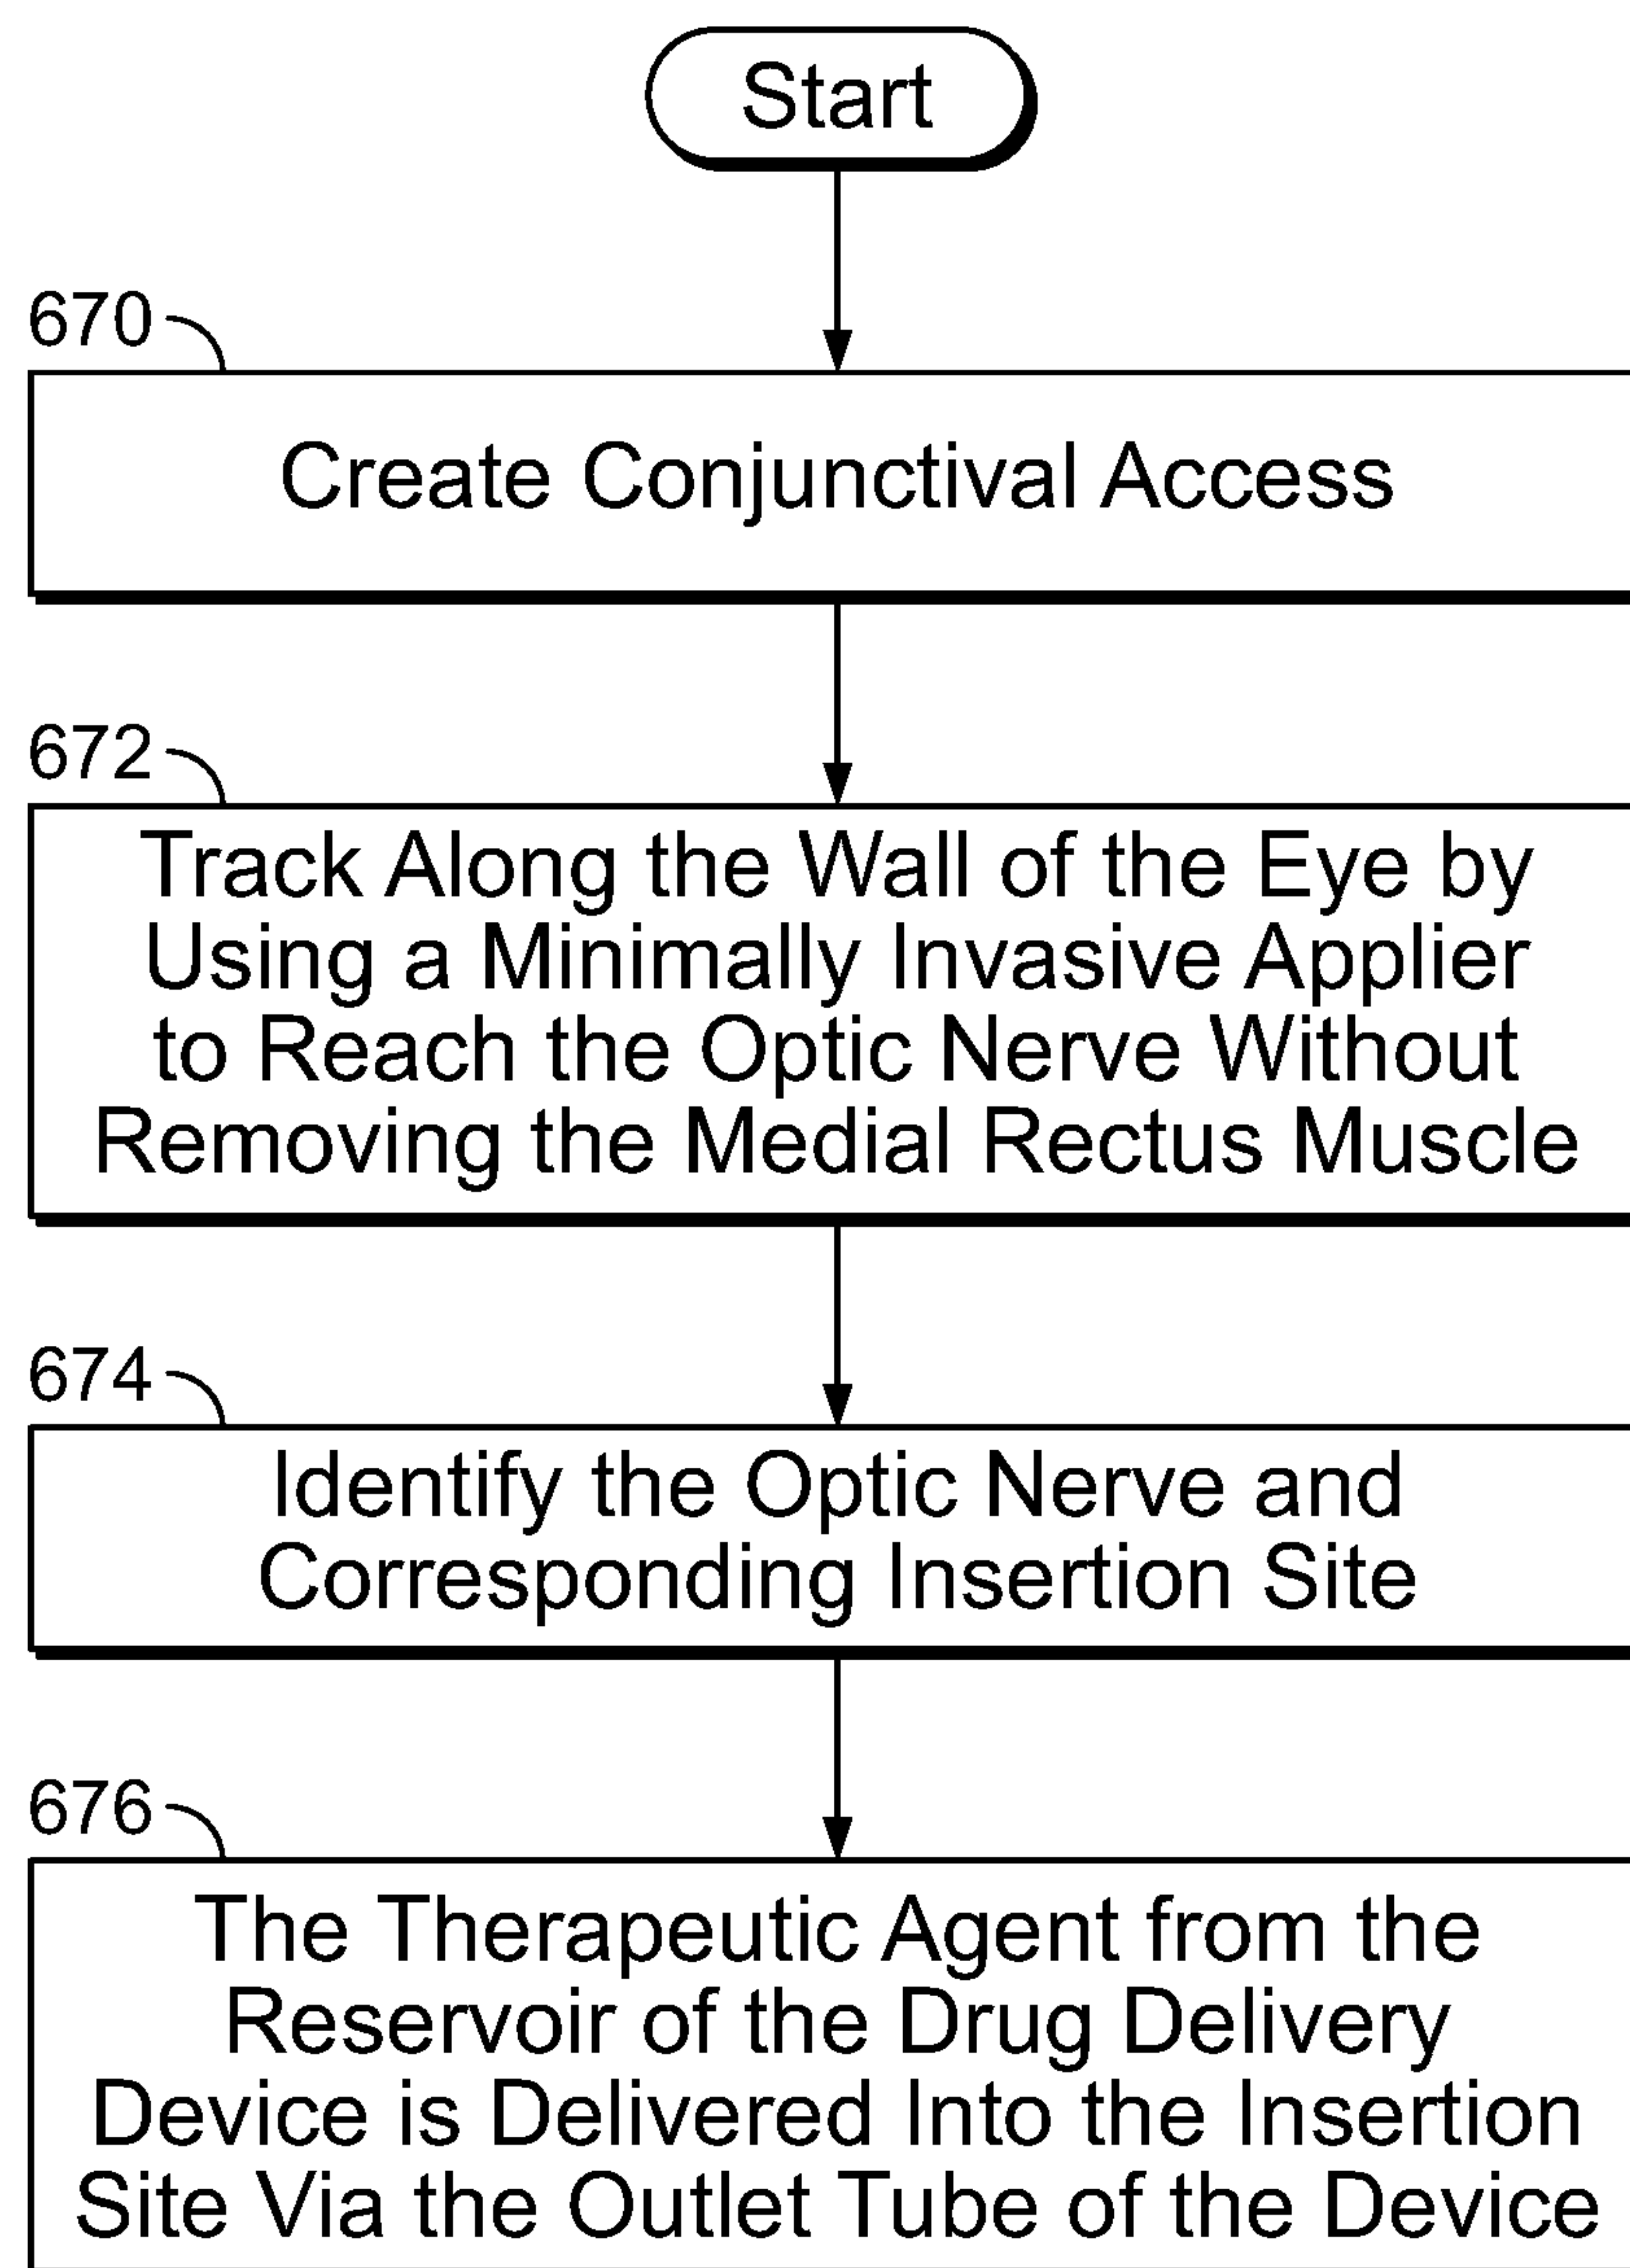 Start
670
Create Conjunctival Access
672
Track Along the Wall of the Eye by
Using a Minimally Invasive Applier
to Reach the Optic Nerve Without
Removing the Medial Rectus Muscle
674
Identify the Optic Nerve and
Corresponding Insertion Site
676
The Therapeutic Agent from the
Reservoir of the Drug Delivery
Device is Delivered Into the Insertion
Site Via the Outlet Tube of the Device